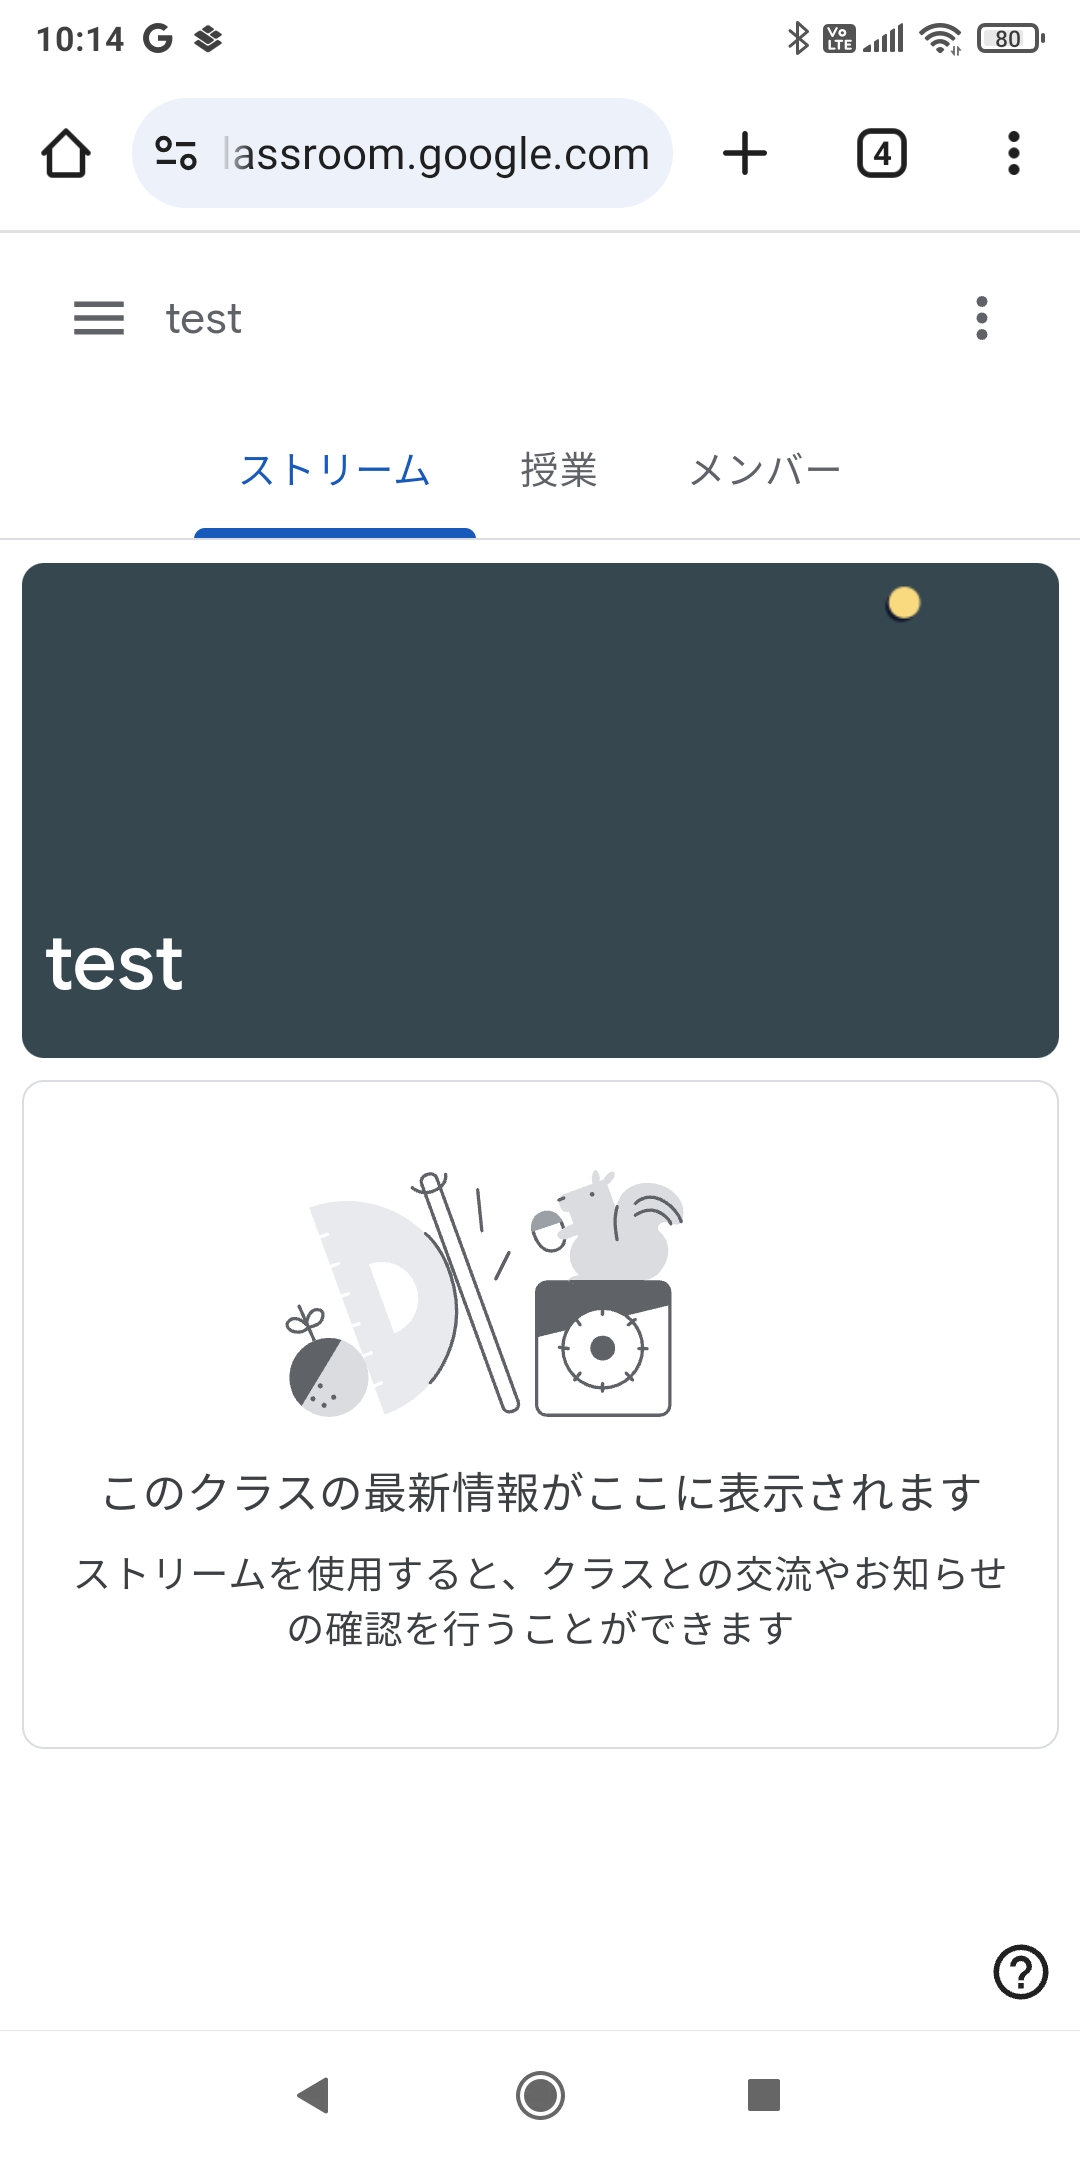 10:14
Vo LTE
80
lassroom.google.com
4
test
ストリーム 授業 メンバー
test
このクラスの最新情報がここに表示されます
ストリームを使用すると、クラスとの交流やお知らせ
の確認を行うことができます